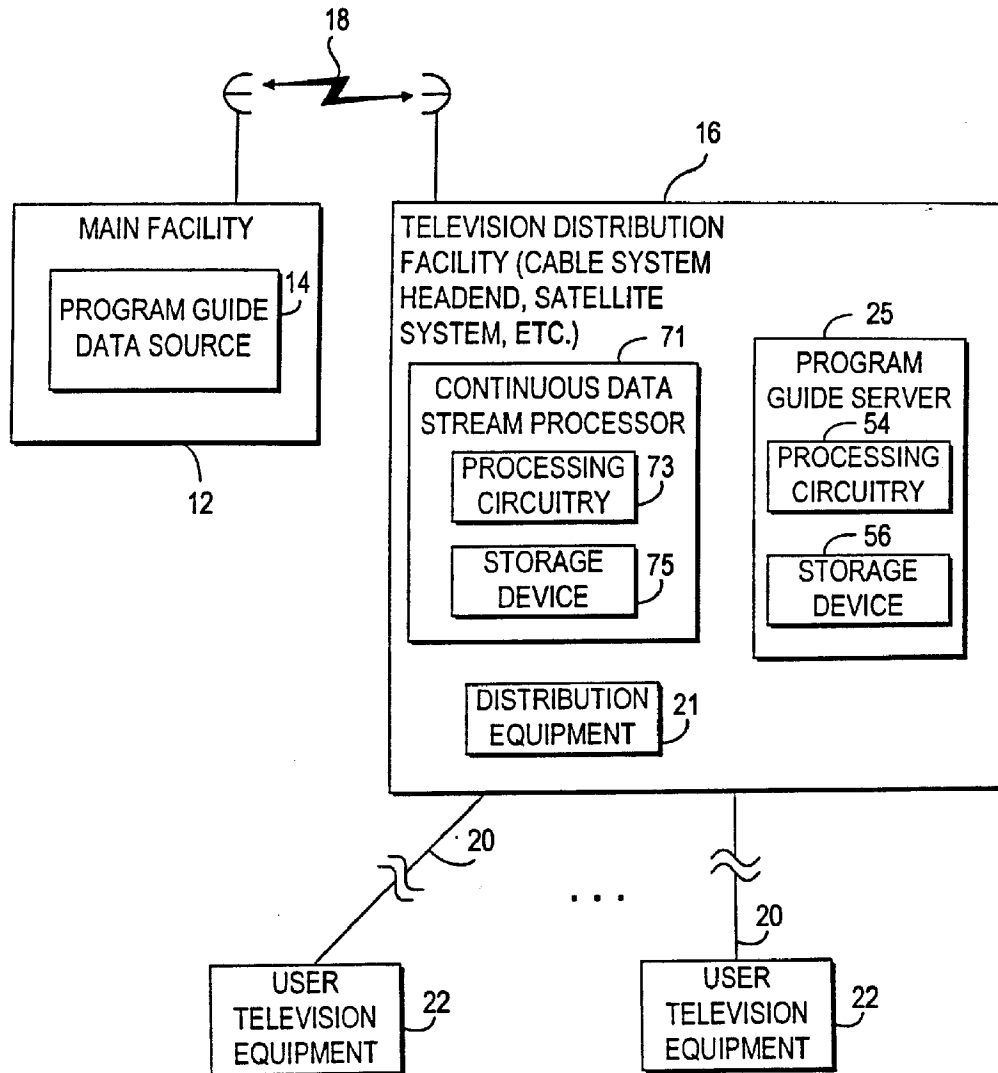 18
16
MAIN FACILITY
14
PROGRAM GUIDE
DATA SOURCE
12
TELEVISION DISTRIBUTION
FACILITY (CABLE SYSTEM
HEADEND, SATELLITE
SYSTEM, ETC.)
71
CONTINUOUS DATA
STREAM PROCESSOR
PROCESSING
CIRCUITRY
73
STORAGE
DEVICE
75
25
PROGRAM
GUIDE SERVER
54
PROCESSING
CIRCUITRY
56
STORAGE
DEVICE
DISTRIBUTION
EQUIPMENT
21
20
. . .
20
USER
TELEVISION
EQUIPMENT
22
USER
TELEVISION
EQUIPMENT
22